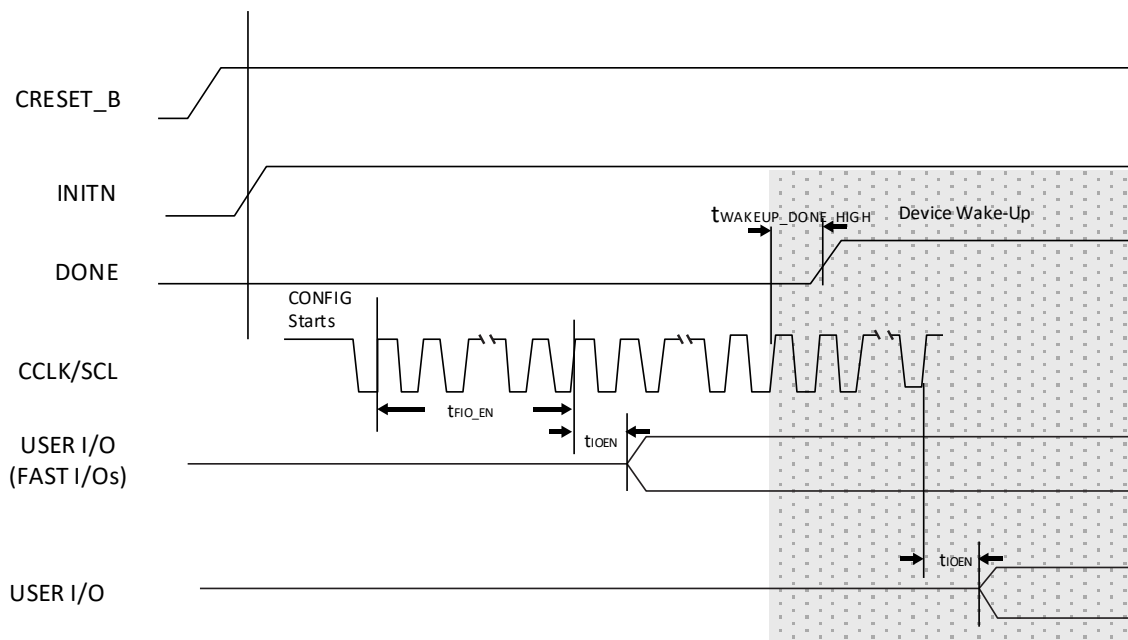 CRESET_B
INITN
tWAKEUP_DONE_HIGH
Device Wake-Up
DONE
CONFIG
Starts
CCLK/SCL
tFIO_EN
USER I/O
(FAST I/Os)
tIOEN
tIOEN
USER I/O